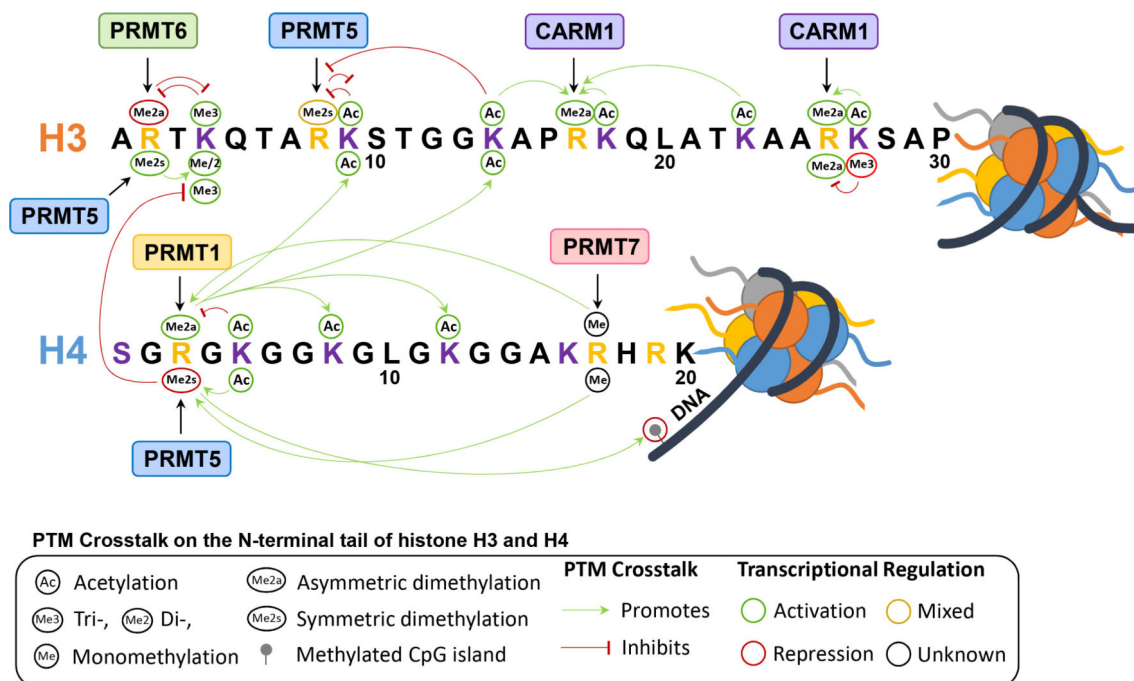 PRMT6 PRMT5 CARM1 CARM1
Me2a Me3 Me2s Ac Ac Me2a Ac Ac Me2a Ac
H3 A R T K Q T A R K S T G G K A P R K Q L A T K A A R K S A P
10 20 30
Me2s Me/2 Ac Ac Me2a Me3
Me3
PRMT5
PRMT1 PRMT7
Me2a Ac Ac Ac Me
H4 S G R G K G G K G L G K G G A K R H R K
10 20
Me2s Ac Me
DNA
PRMT5
PTM Crosstalk on the N-terminal tail of histone H3 and H4
Ac Acetylation Me2a Asymmetric dimethylation PTM Crosstalk Transcriptional Regulation
Me3 Tri-, Me2 Di-, Me2s Symmetric dimethylation Promotes Activation Mixed
Me Monomethylation Methylated CpG island Inhibits Repression Unknown